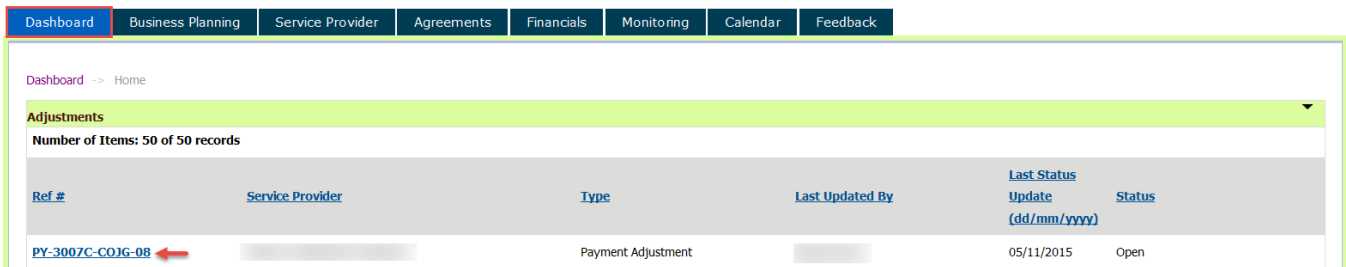 Dashboard Business Planning Service Provider Agreements Financials Monitoring Calendar Feedback
Dashboard -> Home
Adjustments
Number of Items: 50 of 50 records
Ref # Service Provider Type Last Updated By Last Status Update (dd/mm/yyyy) Status
PY-3007C-COJG-08 Payment Adjustment 05/11/2015 Open